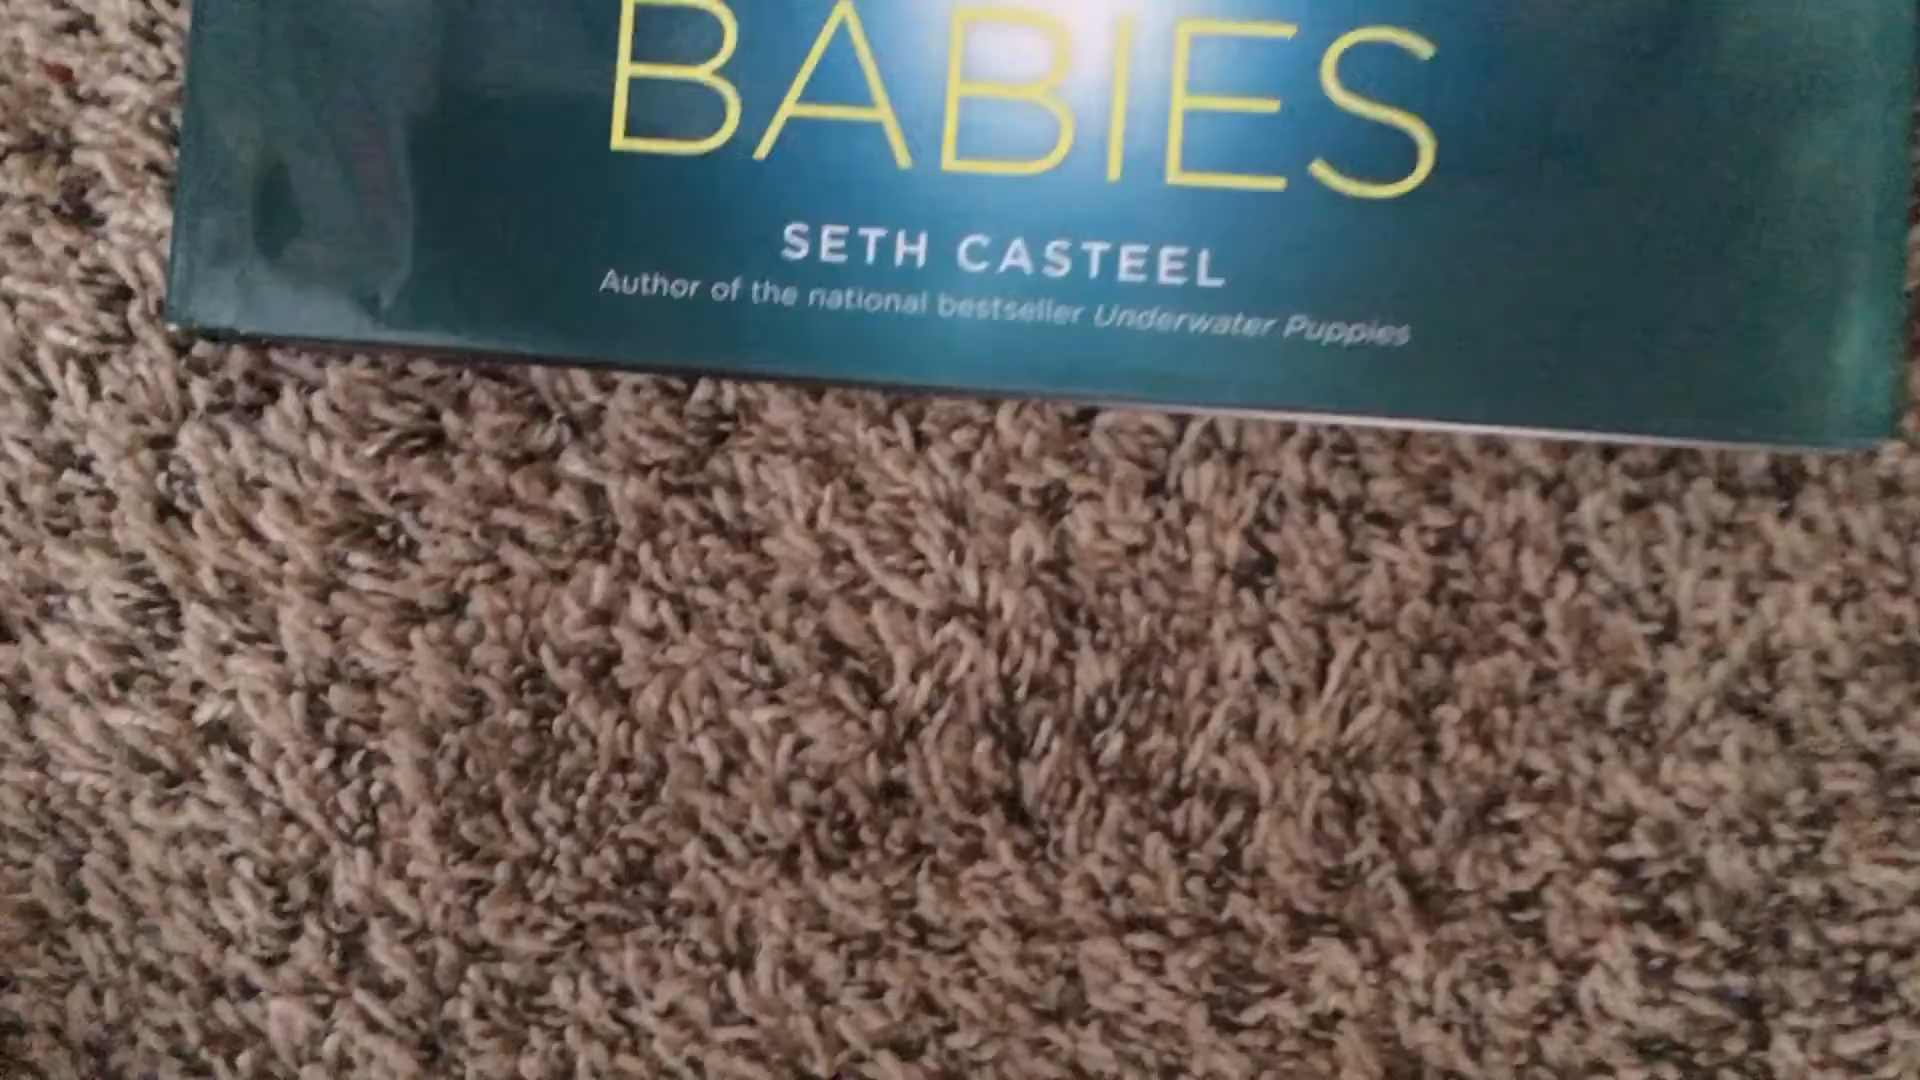 BABIES
SETH CASTEEL
Author of the national bestseller Underwater Puppies